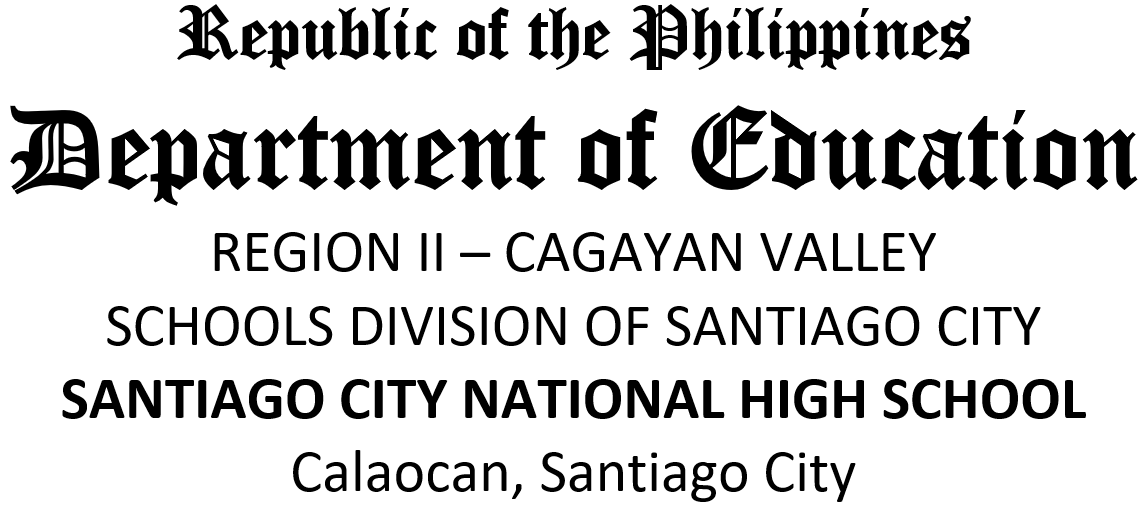 Republic of the Philippines
Department of Education
REGION II – CAGAYAN VALLEY
SCHOOLS DIVISION OF SANTIAGO CITY
SANTIAGO CITY NATIONAL HIGH SCHOOL
Calaocan, Santiago City